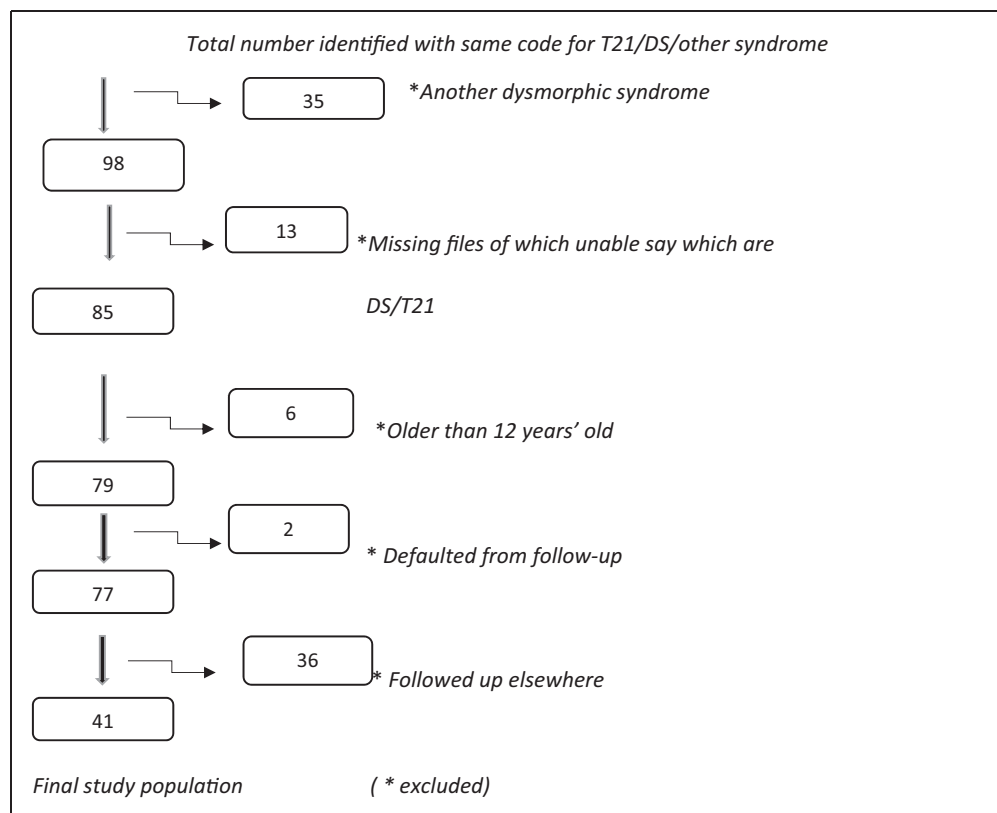 Total number identified with same code for T21/DS/other syndrome
35 *Another dysmorphic syndrome
98
13 *Missing files of which unable say which are
85 DS/T21
6 *Older than 12 years’ old
79
2 * Defaulted from follow-up
77
36 * Followed up elsewhere
41
Final study population ( * excluded)